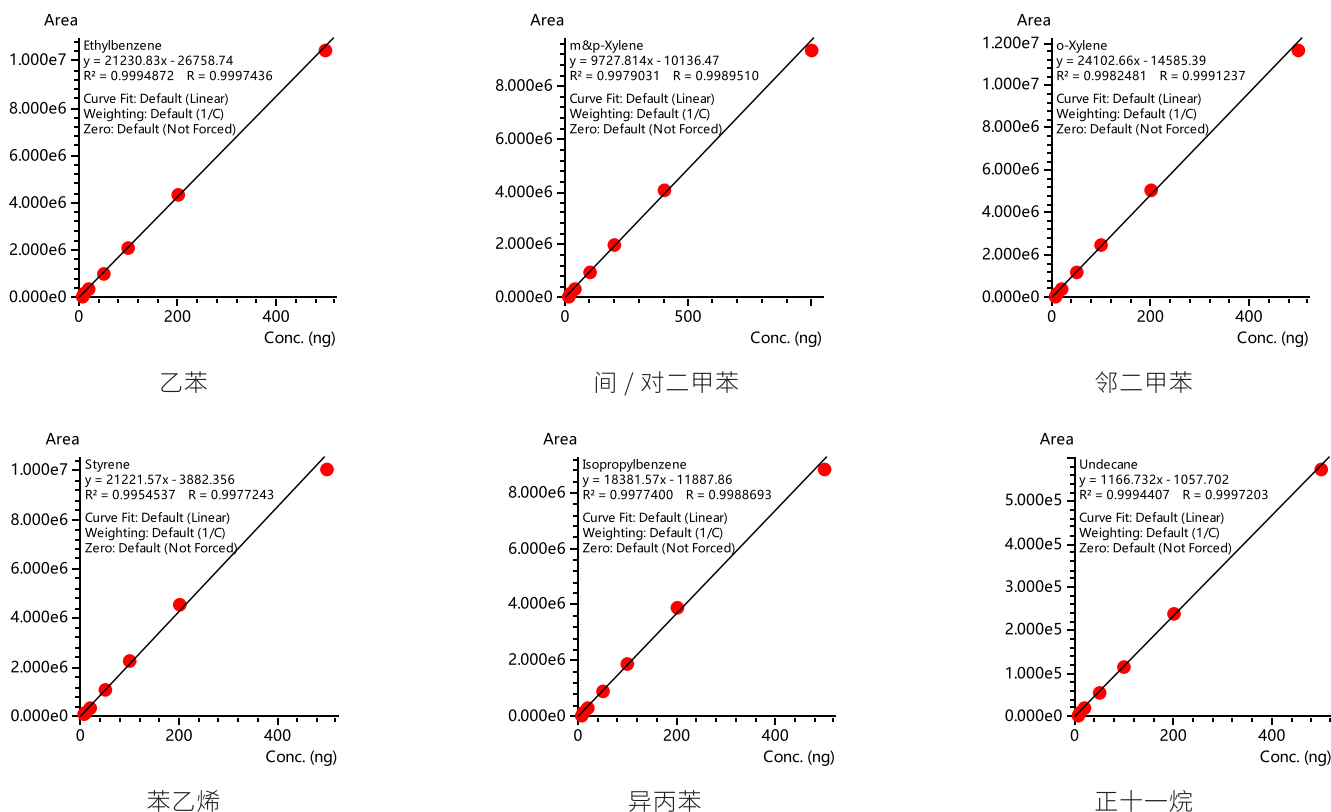 Area
Ethylbenzene
y = 21230.83x - 26758.74
R² = 0.9994872 R = 0.9997436
Curve Fit: Default (Linear)
Weighting: Default (1/C)
Zero: Default (Not Forced)
1.000e7
8.000e6
6.000e6
4.000e6
2.000e6
0.000e0
0 200 400
Conc. (ng)
乙苯
Area
m&p-Xylene
y = 9727.814x - 10136.47
R² = 0.9979031 R = 0.9989510
Curve Fit: Default (Linear)
Weighting: Default (1/C)
Zero: Default (Not Forced)
8.000e6
6.000e6
4.000e6
2.000e6
0.000e0
0 500
Conc. (ng)
间 / 对二甲苯
Area
o-Xylene
y = 24102.66x - 14585.39
R² = 0.9982481 R = 0.9991237
Curve Fit: Default (Linear)
Weighting: Default (1/C)
Zero: Default (Not Forced)
1.200e7
1.000e7
8.000e6
6.000e6
4.000e6
2.000e6
0.000e0
0 200 400
Conc. (ng)
邻二甲苯
Area
Styrene
y = 21221.57x - 3882.356
R² = 0.9954537 R = 0.9977243
Curve Fit: Default (Linear)
Weighting: Default (1/C)
Zero: Default (Not Forced)
1.000e7
8.000e6
6.000e6
4.000e6
2.000e6
0.000e0
0 200 400
Conc. (ng)
苯乙烯
Area
Isopropylbenzene
y = 18381.57x - 11887.86
R² = 0.9977400 R = 0.9988693
Curve Fit: Default (Linear)
Weighting: Default (1/C)
Zero: Default (Not Forced)
8.000e6
6.000e6
4.000e6
2.000e6
0.000e0
0 200 400
Conc. (ng)
异丙苯
Area
Undecane
y = 1166.732x - 1057.702
R² = 0.9994407 R = 0.9997203
Curve Fit: Default (Linear)
Weighting: Default (1/C)
Zero: Default (Not Forced)
5.000e5
4.000e5
3.000e5
2.000e5
1.000e5
0.000e0
0 200 400
Conc. (ng)
正十一烷